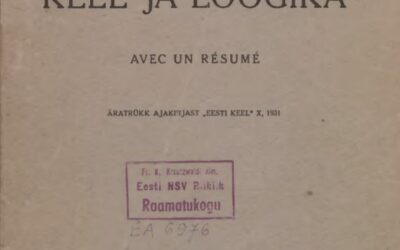 KEEL JA LOOGIKA
AVEC UN RÉSUMÉ
ÄRATRÜKK AJAKIRJAST „EESTI KEEL" X, 1931
Fr. R. Kreutzwaldi nim.
Eesti NSV Riiklik
Raamatukogu
EA 6976